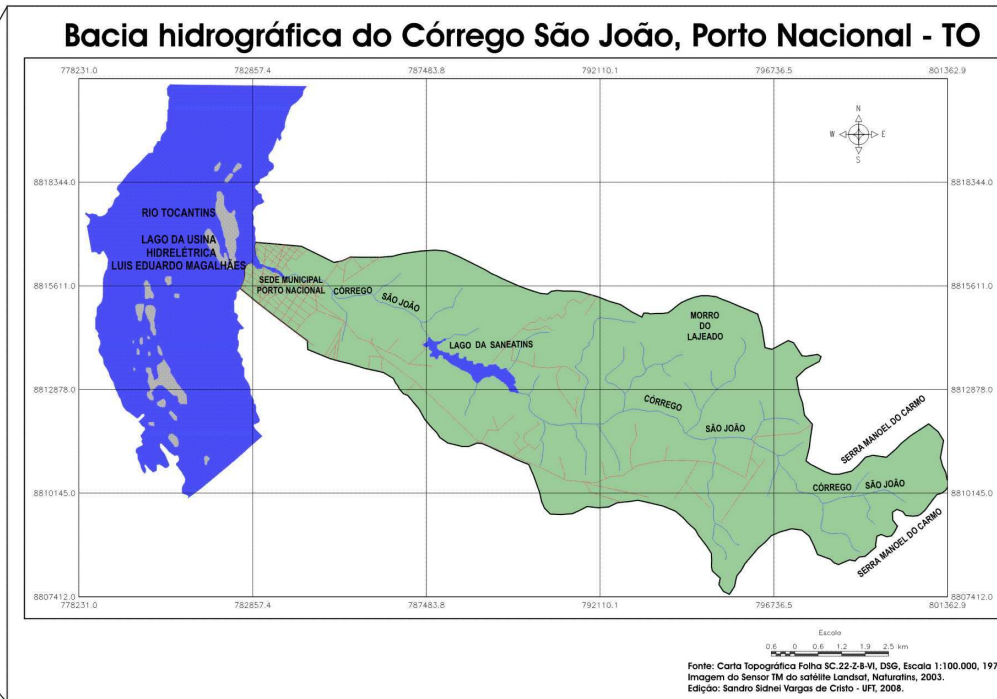 Bacia hidrográfica do Córrego São João, Porto Nacional - TO
778231.0 782857.4 787483.8 792110.1 796736.5 801362.9
N
W E
S
8818344.0 8818344.0
RIO TOCANTINS
LAGO DA USINA
HIDRELÉTRICA
LUIS EDUARDO MAGALHÃES
SEDE MUNICIPAL
PORTO NACIONAL
8815611.0 8815611.0
CÓRREGO SÃO JOÃO
MORRO
DO
LAJEADO
LAGO DA SANEATINS
8812878.0 8812878.0
CÓRREGO SÃO JOÃO
SERRA MANOEL DO CARMO
CÓRREGO SÃO JOÃO
8810145.0 8810145.0
SERRA MANOEL DO CARMO
8807412.0 8807412.0
778231.0 782857.4 787483.8 792110.1 796736.5 801362.9
Escala
0.6 0 0.6 1.2 1.9 2.5 km
Fonte: Carta Topográfica Folha SC.22-Z-B-VI, DSG, Escala 1:100.000, 197
Imagem do Sensor TM do satélite Landsat, Naturatins, 2003.
Edição: Sandro Sidnei Vargas de Cristo - UFT, 2008.